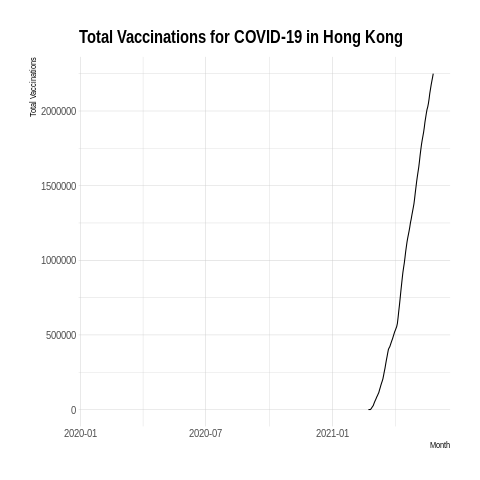 Total Vaccinations for COVID-19 in Hong Kong
Total Vaccinations
2000000
1500000
1000000
500000
0
2020-01 2020-07 2021-01
Month